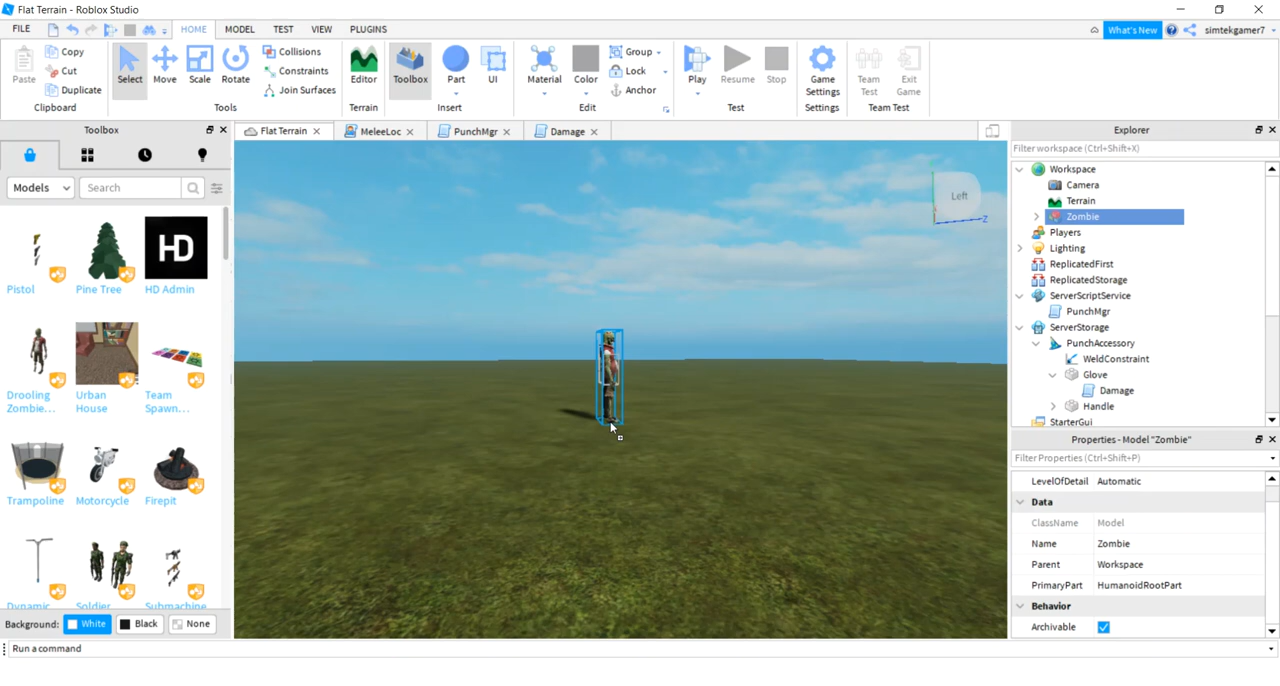 Flat Terrain - Roblox Studio
FILE HOME MODEL TEST VIEW PLUGINS What's New simtekgamer7
Paste Copy Cut Duplicate Select Move Scale Rotate Collisions Constraints Join Surfaces Editor Toolbox Part UI Material Color Group Lock Anchor Play Resume Stop Game Settings Team Test Exit Game
Clipboard Tools Terrain Insert Edit Test Settings Team Test
Toolbox
Flat Terrain MeleeLoc PunchMgr Damage
Explorer
Filter workspace (Ctrl+Shift+X)
Models Search
Pistol Pine Tree HD Admin
Drooling Zombie... Urban House Team Spawn...
Trampoline Motorcycle Firepit
Dynamic Soldier Submachine
Background: White Black None
HD
Left
Z
Workspace
Camera
Terrain
Zombie
Players
Lighting
ReplicatedFirst
ReplicatedStorage
ServerScriptService
PunchMgr
ServerStorage
PunchAccessory
WeldConstraint
Glove
Damage
Handle
StarterGui
Properties - Model "Zombie"
Filter Properties (Ctrl+Shift+P)
LevelOfDetail Automatic
Data
ClassName Model
Name Zombie
Parent Workspace
PrimaryPart HumanoidRootPart
Behavior
Archivable
Run a command